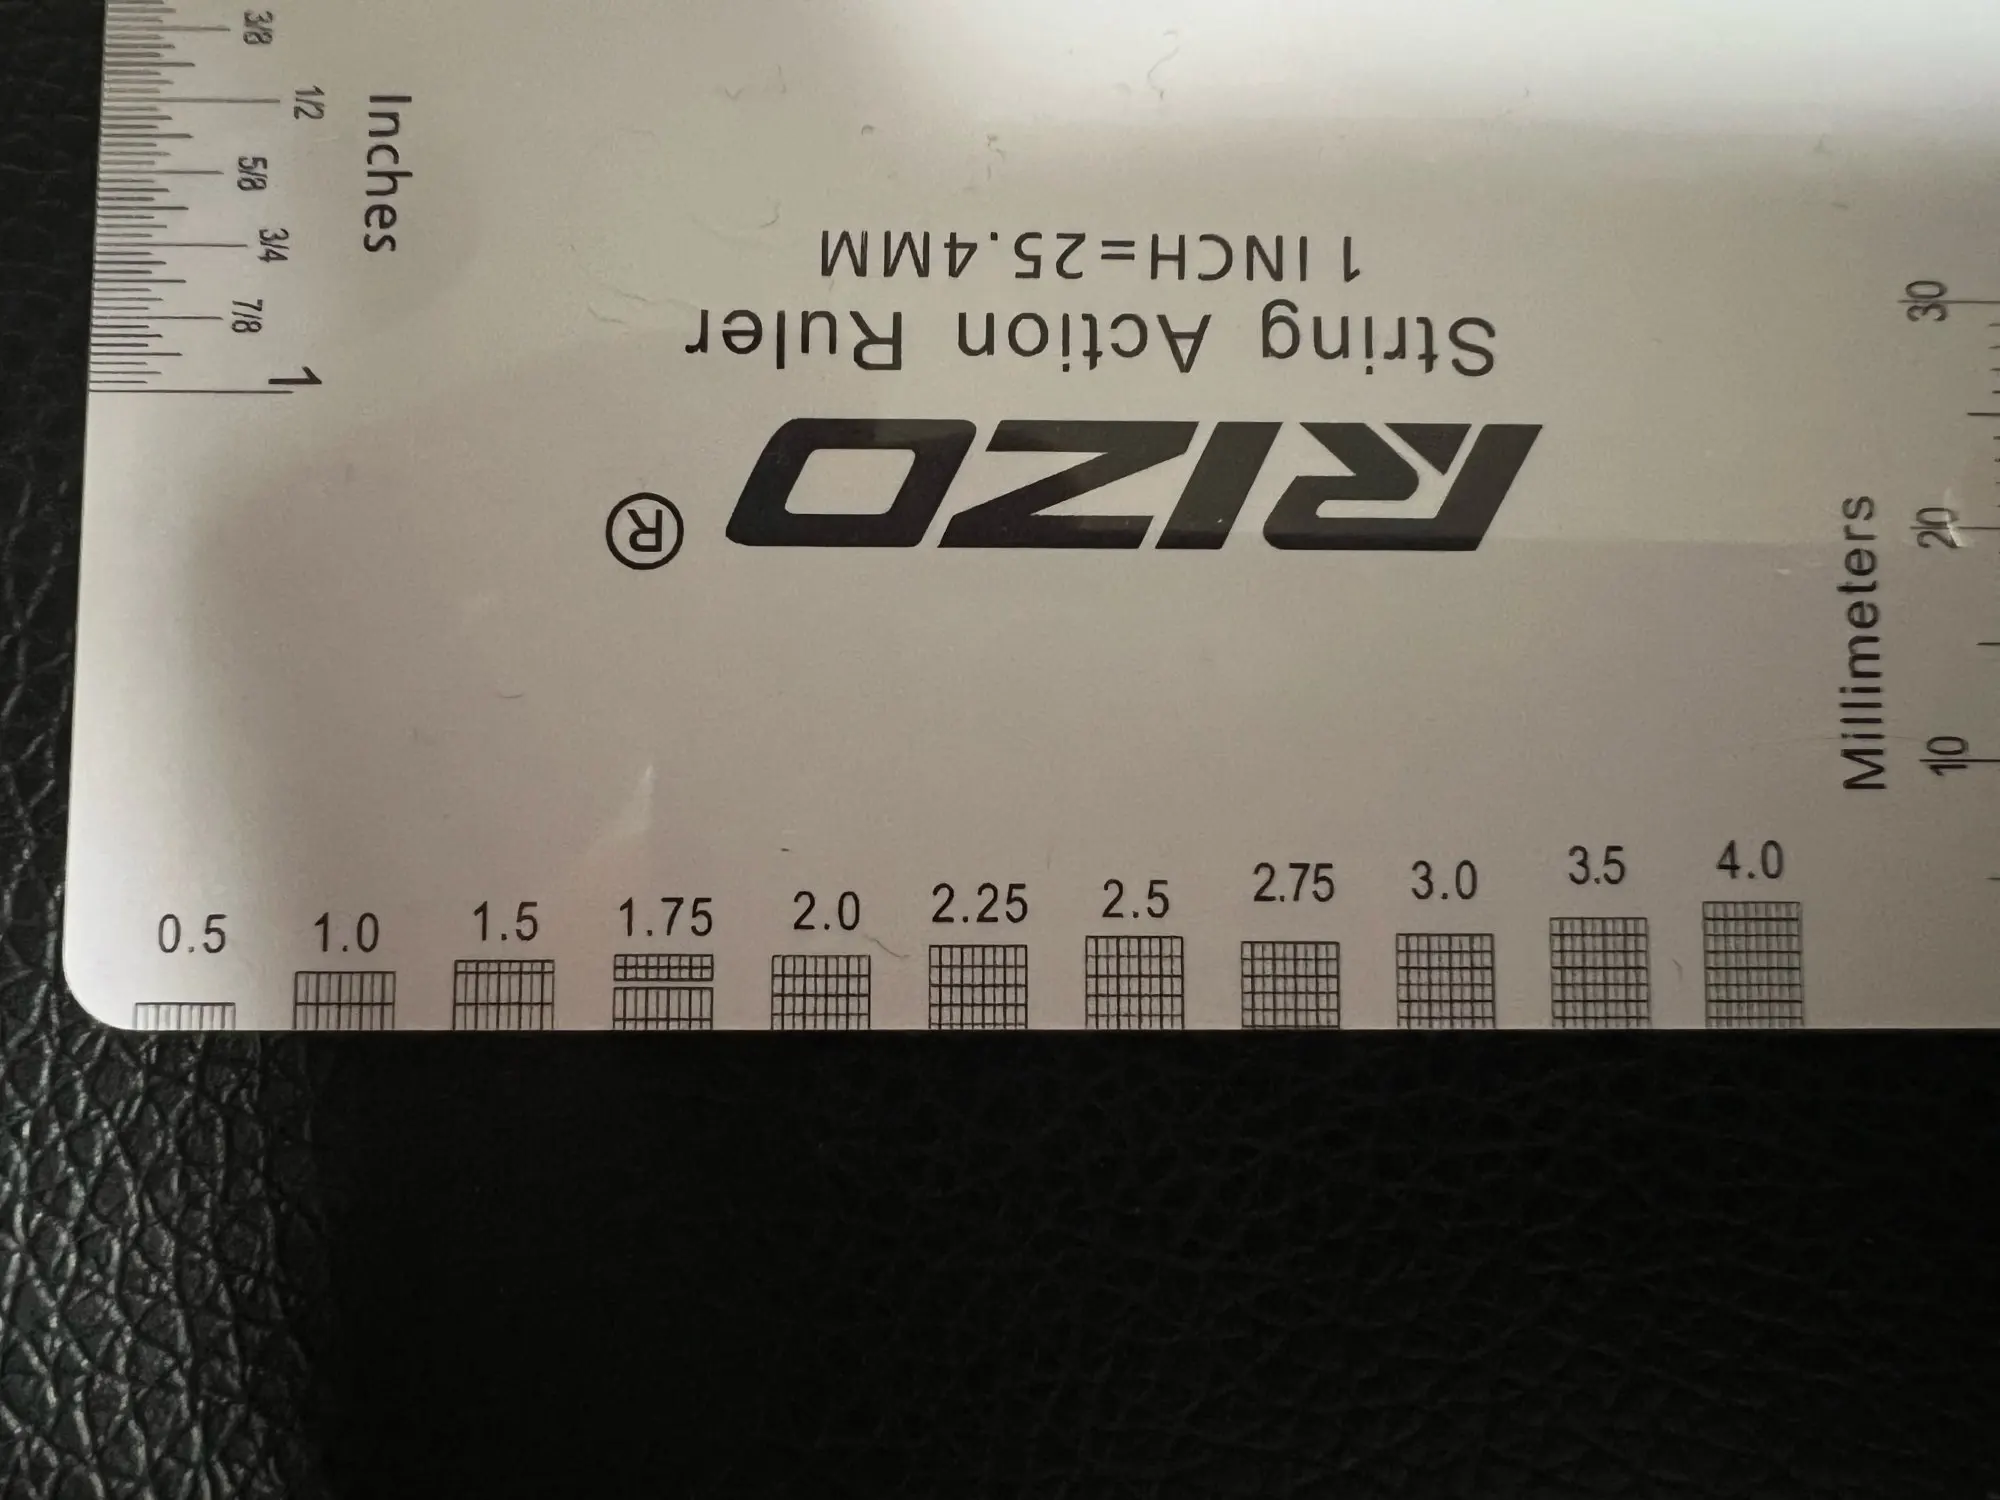 3/8
1/2
5/8
3/4
7/8
1
Inches
1 INCH=25.4MM
String Action Ruler
RIZO
®
30
20
10
Millimeters
0.5 1.0 1.5 1.75 2.0 2.25 2.5 2.75 3.0 3.5 4.0